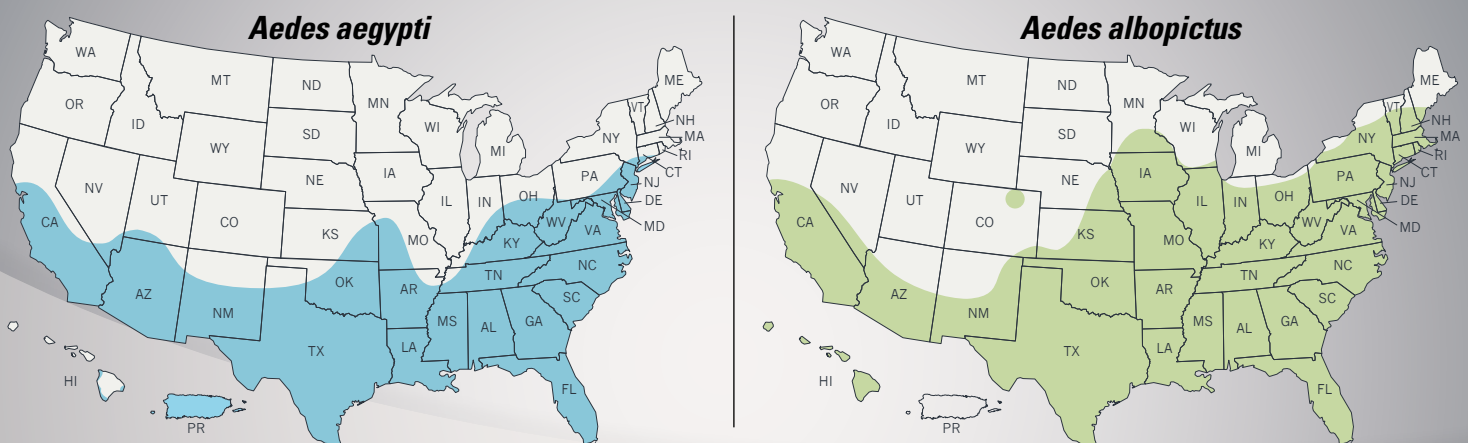 Aedes aegypti
WA
MT
ND
MN
ME
OR
ID
SD
WI
MI
VT
NY
NH
MA
RI
CT
WY
NE
IA
PA
NJ
DE
MD
NV
UT
CO
IL
IN
OH
CA
KS
MO
KY
WV
VA
AZ
NM
OK
AR
TN
NC
SC
TX
LA
MS
AL
GA
FL
HI
PR
Aedes albopictus
WA
MT
ND
MN
ME
OR
ID
SD
WI
MI
VT
NY
NH
MA
RI
CT
WY
NE
IA
PA
NJ
DE
MD
NV
UT
CO
IL
IN
OH
CA
KS
MO
KY
WV
VA
AZ
NM
OK
AR
TN
NC
SC
TX
LA
MS
AL
GA
FL
HI
PR